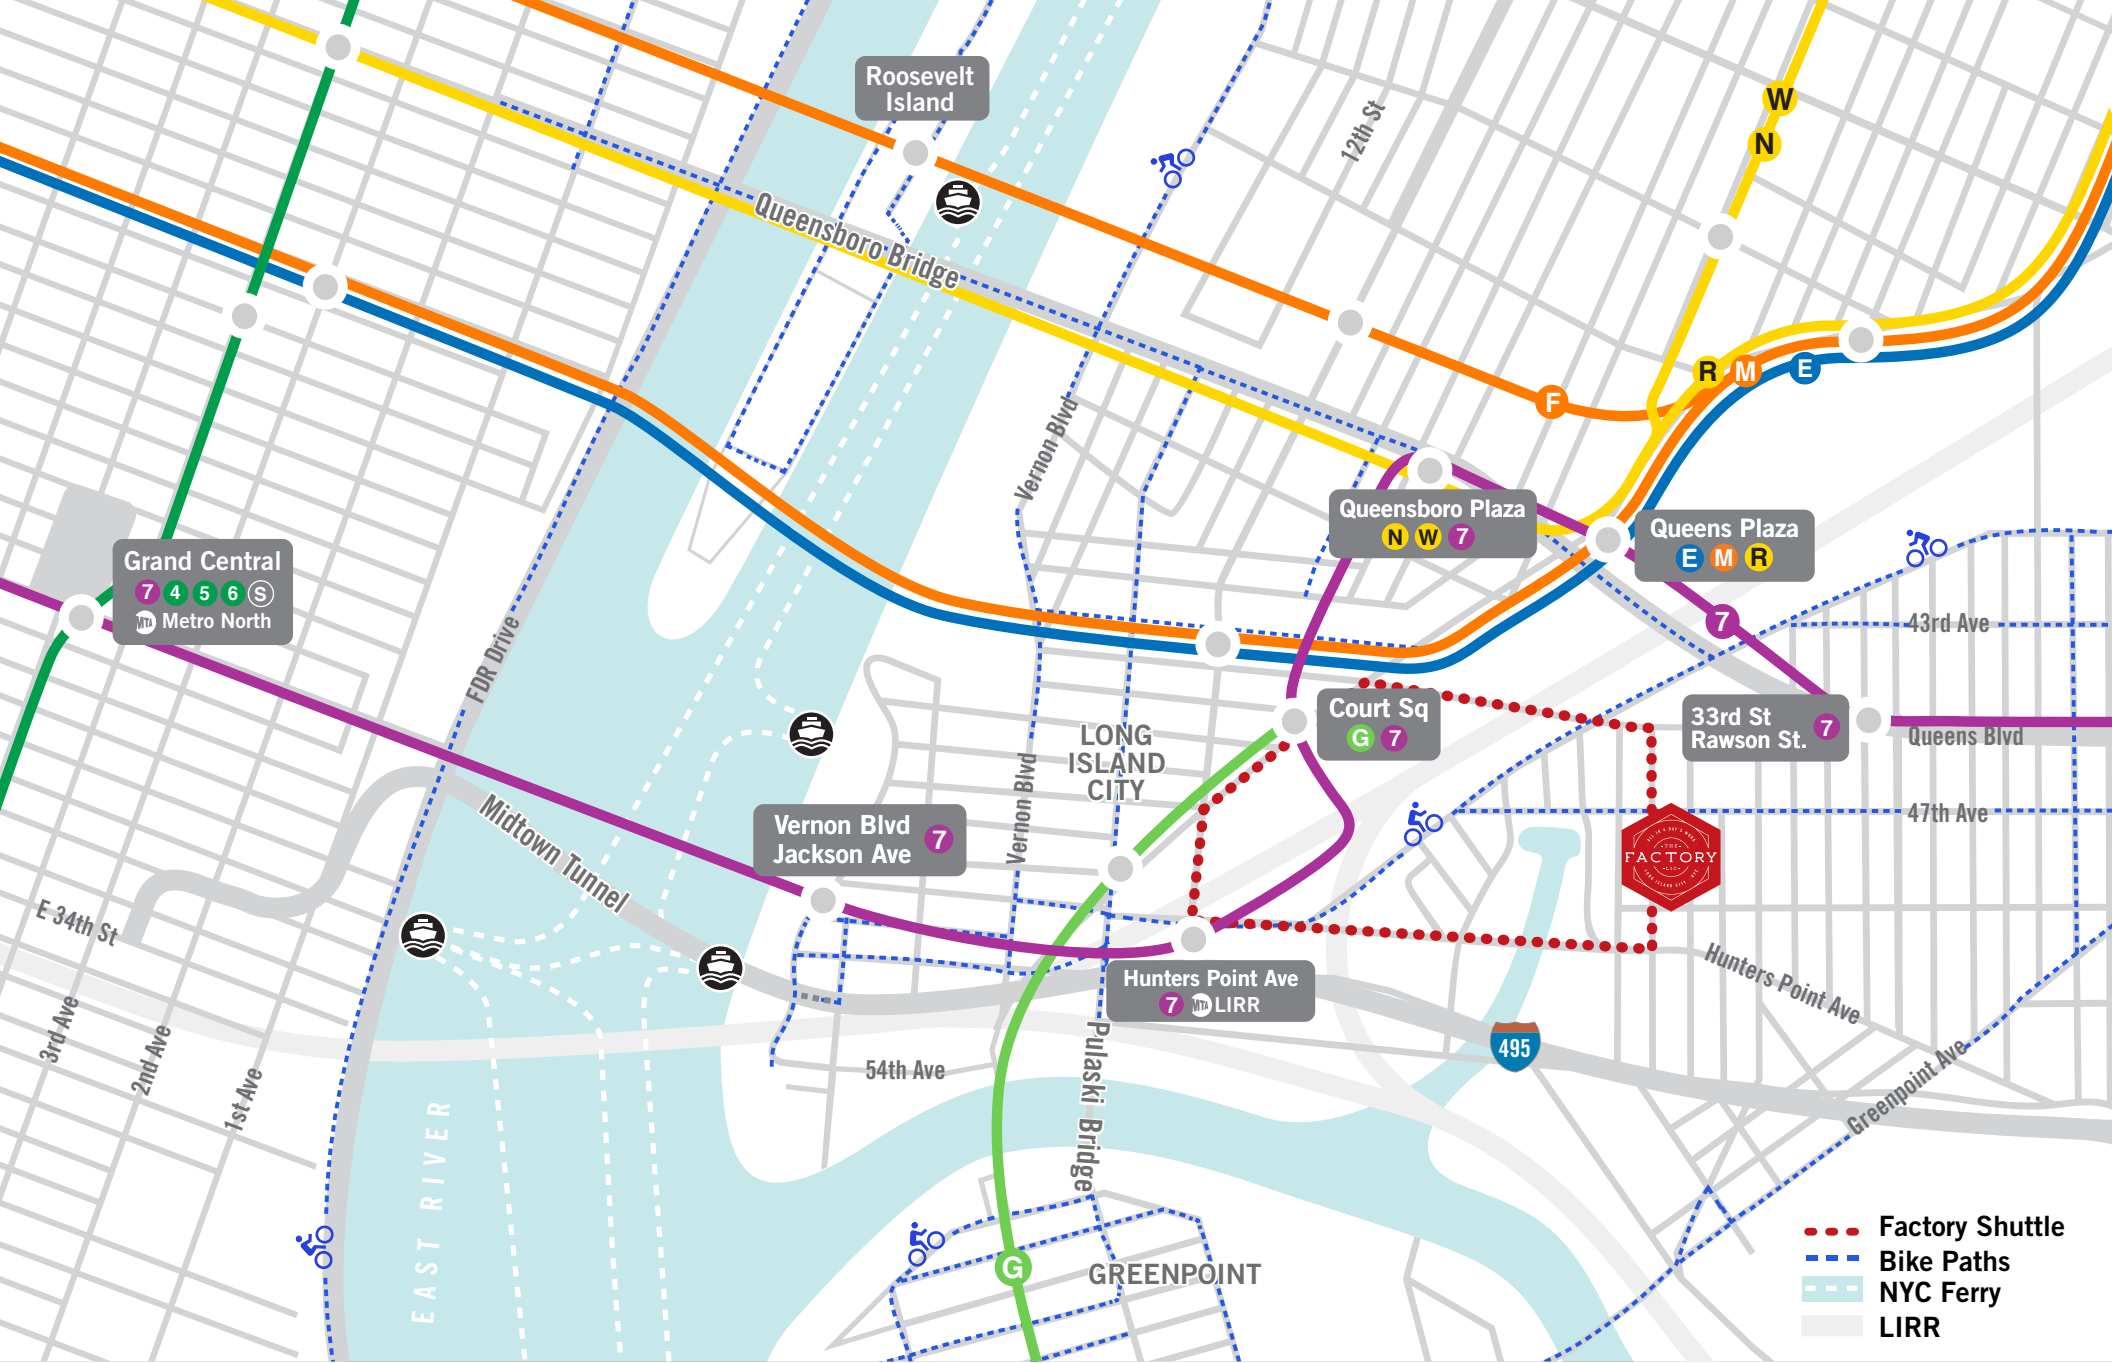 Roosevelt
Island
W
N
12th St
Queensboro Bridge
R
M
E
F
Vernon Blvd
Queensboro Plaza
N W 7
Queens Plaza
E M R
Grand Central
7 4 5 6 S
MTA Metro North
7
43rd Ave
FDR Drive
Court Sq
G 7
33rd St
Rawson St.
7
Queens Blvd
LONG
ISLAND
CITY
Vernon Blvd
Midtown Tunnel
Vernon Blvd
Jackson Ave
7
47th Ave
THE
FACTORY
LIC
E 34th St
Hunters Point Ave
7 MTA LIRR
Hunters Point Ave
3rd Ave
2nd Ave
1st Ave
54th Ave
Pulaski Bridge
495
Greenpoint Ave
EAST RIVER
G
GREENPOINT
Factory Shuttle
Bike Paths
NYC Ferry
LIRR